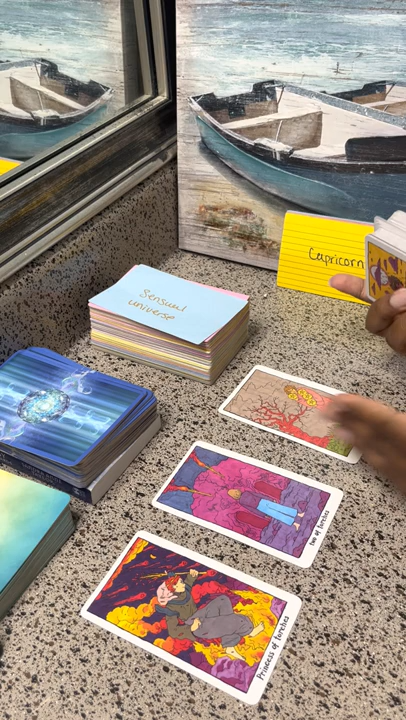 Capricorn
Sensual
universe
two of torches
Princess of torches